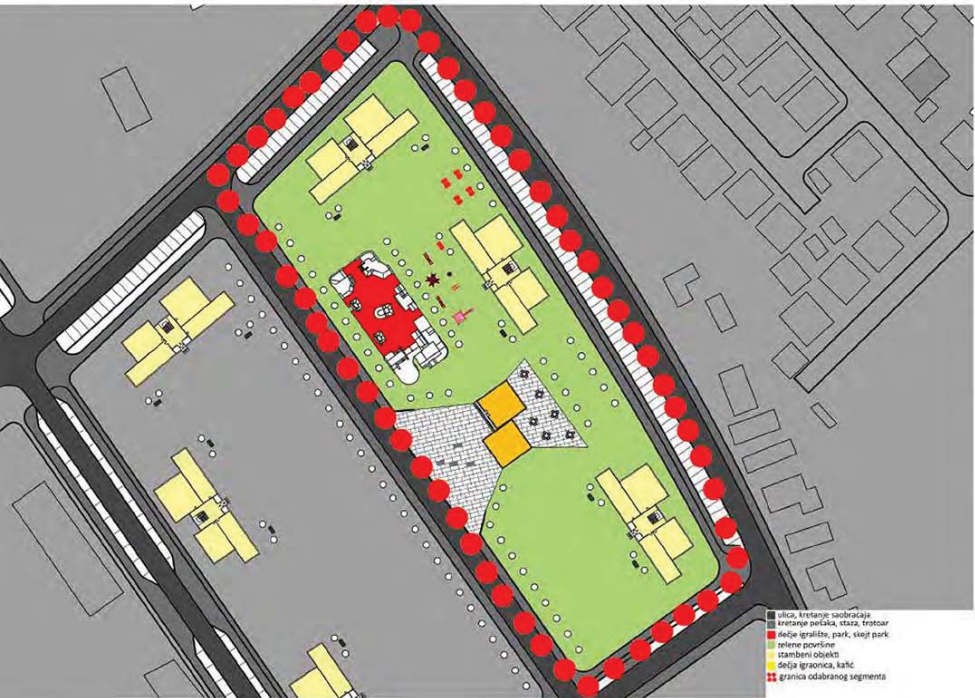 ulica, kretanje saobraćaja
kretanje pešaka, staza, trotoar
dečje igralište, park, skejt park
zelene površine
stambeni objekti
dečja igraonica, kafić
granica odabranog segmenta